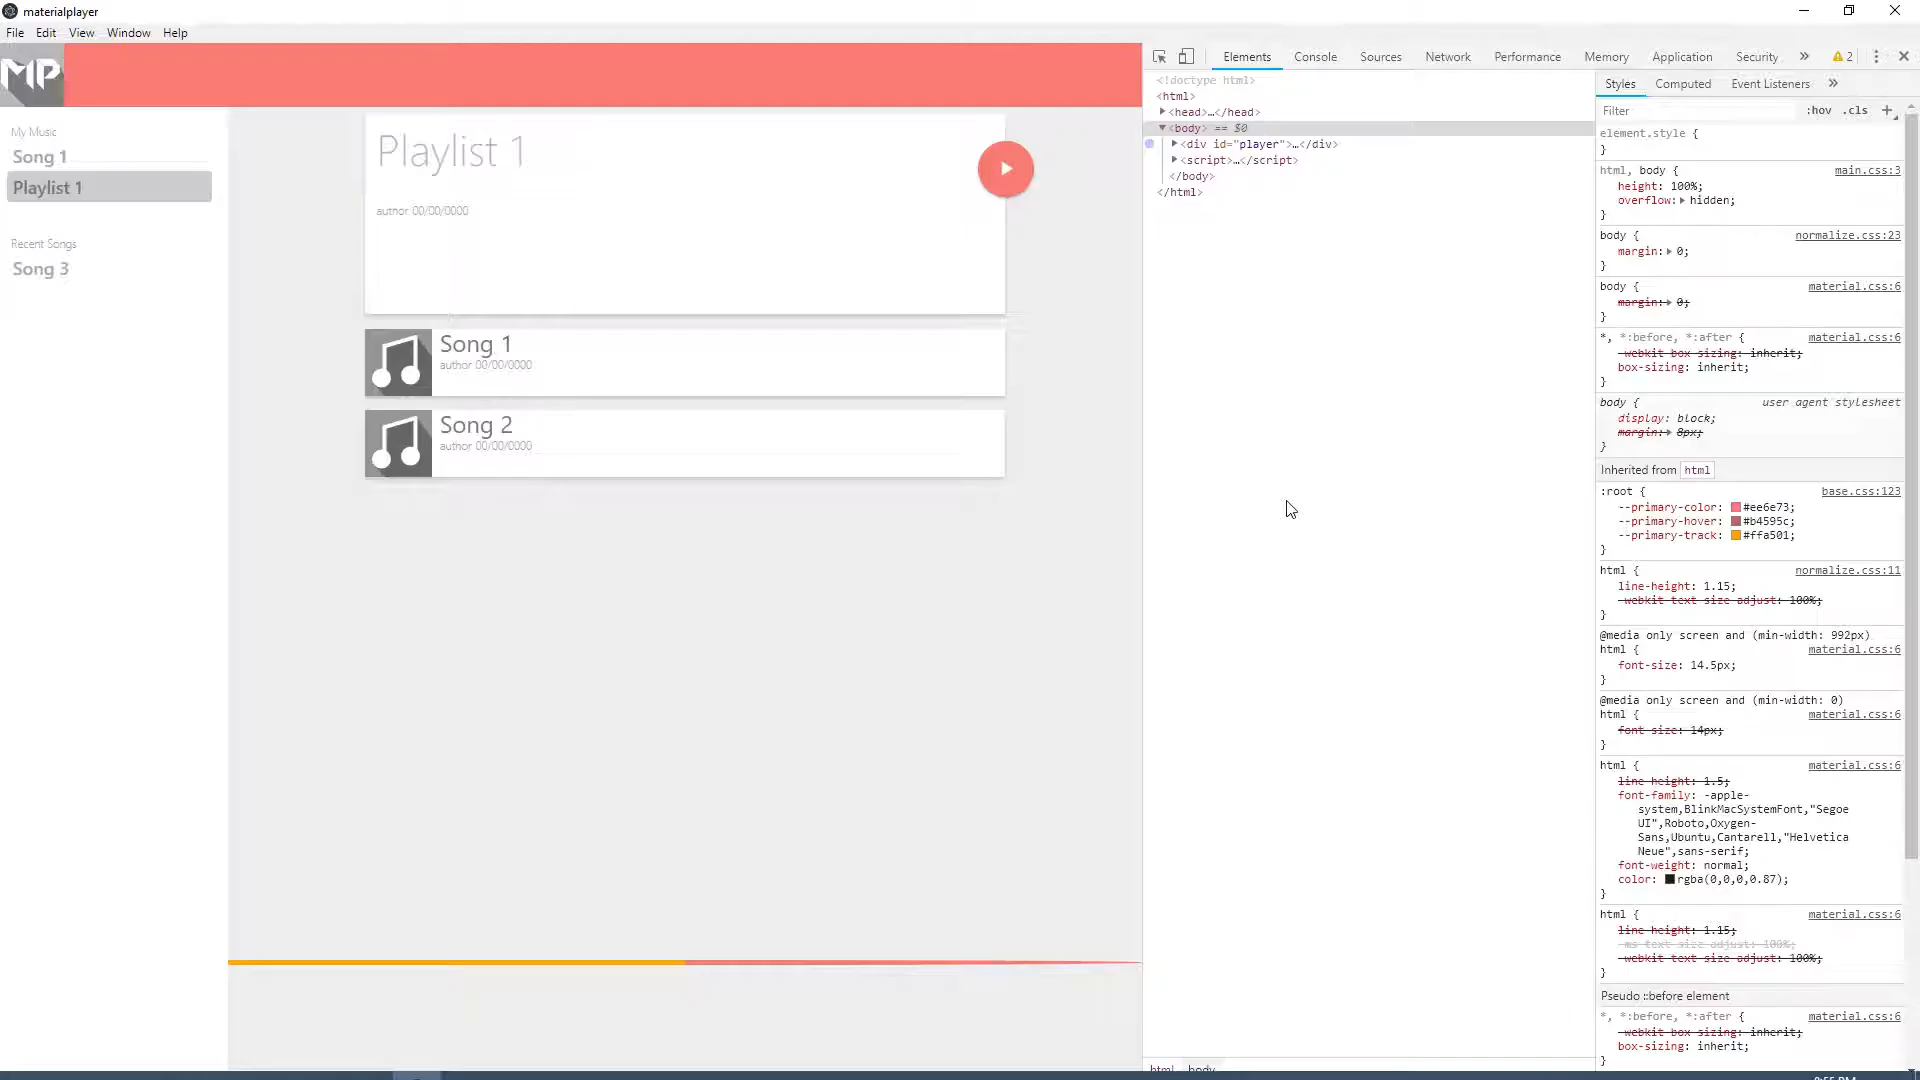 materialplayer
File Edit View Window Help
MP
My Music
Song 1
Playlist 1
Recent Songs
Song 3
Playlist 1
author 00/00/0000
Song 1
author 00/00/0000
Song 2
author 00/00/0000
Elements Console Sources Network Performance Memory Application Security » 2
<!doctype html>
<html>
<head>…</head>
<body> == $0
<div id="player">…</div>
<script>…</script>
</body>
</html>
html body
Styles Computed Event Listeners »
Filter :hov .cls +
element.style {
}
html, body { main.css:3
height: 100%;
overflow: hidden;
}
body { normalize.css:23
margin: 0;
}
body { material.css:6
margin: 0;
}
*, *:before, *:after { material.css:6
-webkit-box-sizing: inherit;
box-sizing: inherit;
}
body { user agent stylesheet
display: block;
margin: 8px;
}
Inherited from html
:root { base.css:123
--primary-color: #ee6e73;
--primary-hover: #b4595c;
--primary-track: #ffa501;
}
html { normalize.css:11
line-height: 1.15;
-webkit-text-size-adjust: 100%;
}
@media only screen and (min-width: 992px)
html { material.css:6
font-size: 14.5px;
}
@media only screen and (min-width: 0)
html { material.css:6
font-size: 14px;
}
html { material.css:6
line-height: 1.5;
font-family: -apple-
system,BlinkMacSystemFont,"Segoe
UI",Roboto,Oxygen-
Sans,Ubuntu,Cantarell,"Helvetica
Neue",sans-serif;
font-weight: normal;
color: rgba(0,0,0,0.87);
}
html { material.css:6
line-height: 1.15;
-ms-text-size-adjust: 100%;
-webkit-text-size-adjust: 100%;
}
Pseudo ::before element
*, *:before, *:after { material.css:6
-webkit-box-sizing: inherit;
box-sizing: inherit;
}